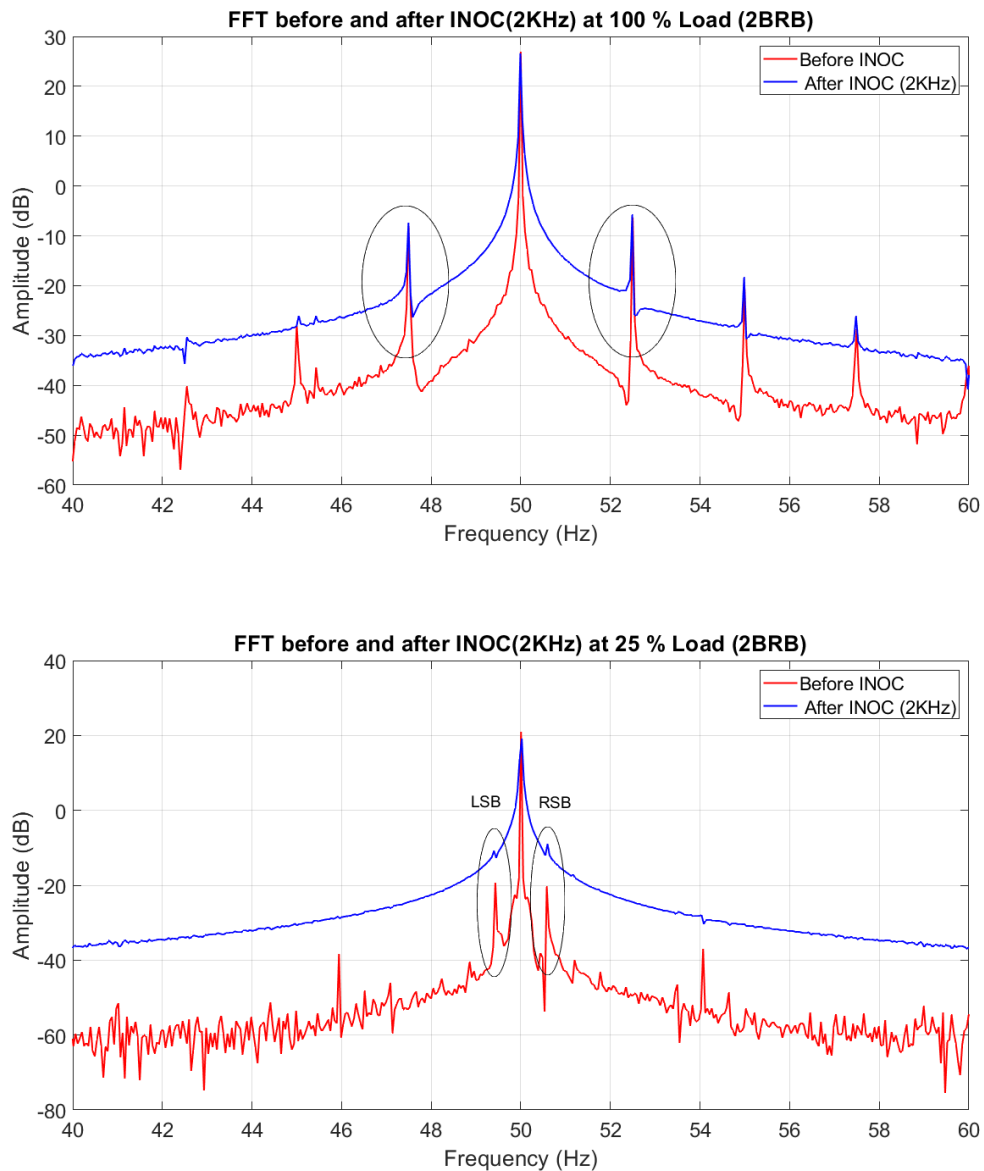 FFT before and after INOC(2KHz) at 100 % Load (2BRB)
30
20
10
0
-10
-20
-30
-40
-50
-60
Amplitude (dB)
Before INOC
After INOC (2KHz)
40 42 44 46 48 50 52 54 56 58 60
Frequency (Hz)
FFT before and after INOC(2KHz) at 25 % Load (2BRB)
40
20
0
-20
-40
-60
-80
Amplitude (dB)
Before INOC
After INOC (2KHz)
LSB RSB
40 42 44 46 48 50 52 54 56 58 60
Frequency (Hz)